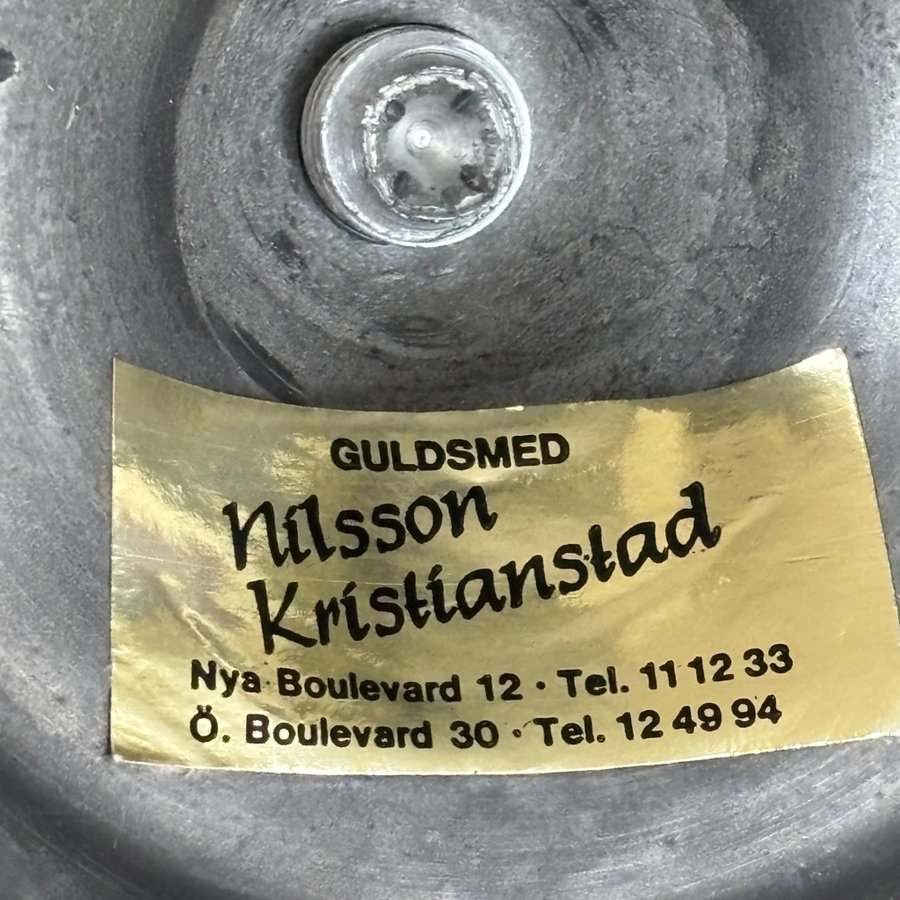 GULDSMED
Nilsson
Kristianstad
Nya Boulevard 12 · Tel. 11 12 33
Ö. Boulevard 30 · Tel. 12 49 94